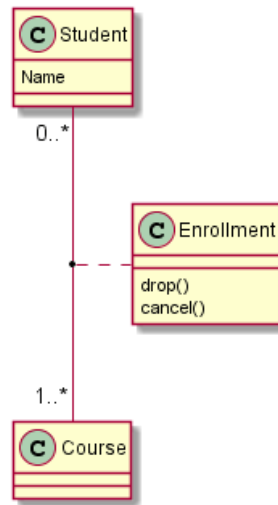 C Student
Name
0..*
C Enrollment
drop()
cancel()
1..*
C Course